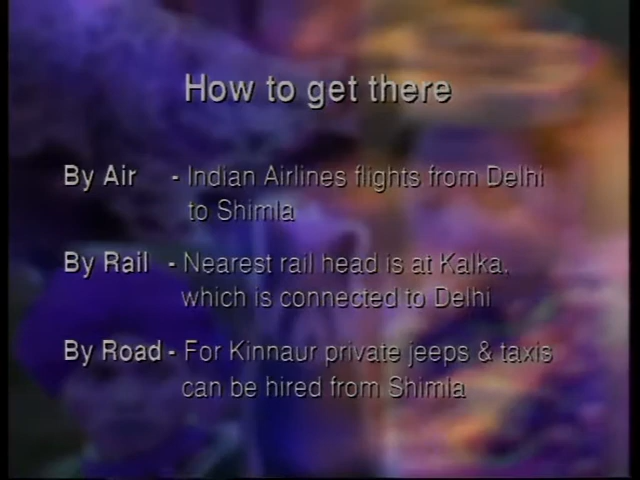 How to get there
By Air - Indian Airlines flights from Delhi
to Shimla
By Rail - Nearest rail head is at Kalka,
which is connected to Delhi
By Road - For Kinnaur private jeeps & taxis
can be hired from Shimla